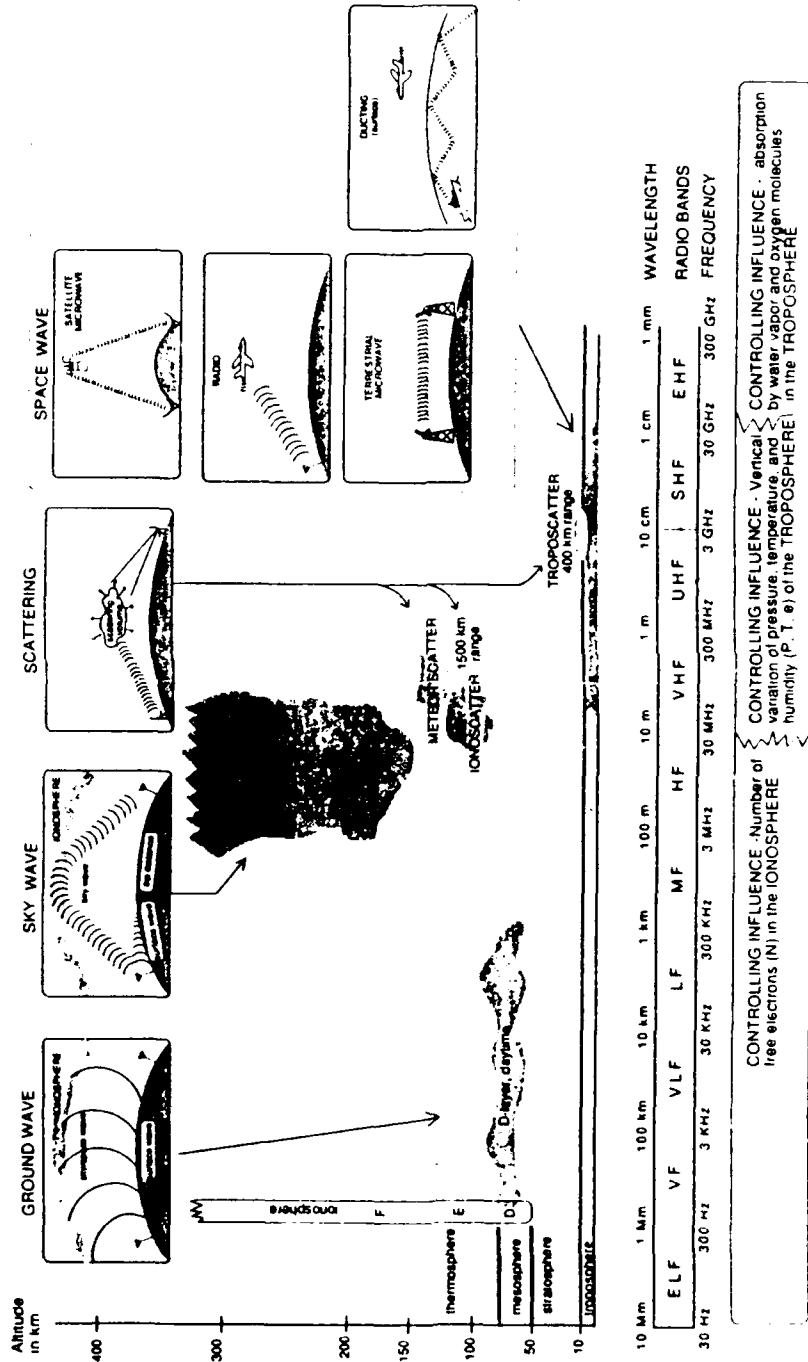 Altitude
in km
400
300
200
150
100
50
10
GROUND WAVE
SKY WAVE
IONOSPHERE
sky wave
SCATTERING
SPACE WAVE
SATELLITE
MICROWAVE
RADIO
TERRESTRIAL
MICROWAVE
DUCTING
(surface)
ionosphere
F
E
D
thermosphere
mesosphere
stratosphere
troposphere
D-layer, daytime
METEOR SCATTER
1500 km
range
IONOSCATTER
TROPOSCATTER
400 km range
10 Mm 1 Mm 100 km 10 km 1 km 100 m 10 m 1 m 10 cm 1 cm 1 mm WAVELENGTH
ELF VF VLF LF MF HF VHF UHF SHF EHF RADIO BANDS
30 Hz 300 Hz 3 KHz 30 KHz 300 KHz 3 MHz 30 MHz 300 MHz 3 GHz 30 GHz 300 GHz FREQUENCY
CONTROLLING INFLUENCE - Number of
free electrons (N) in the IONOSPHERE
CONTROLLING INFLUENCE - Vertical
variation of pressure, temperature, and
humidity (P, T, e) of the TROPOSPHERE
CONTROLLING INFLUENCE - absorption
by water vapor and oxygen molecules
in the TROPOSPHERE